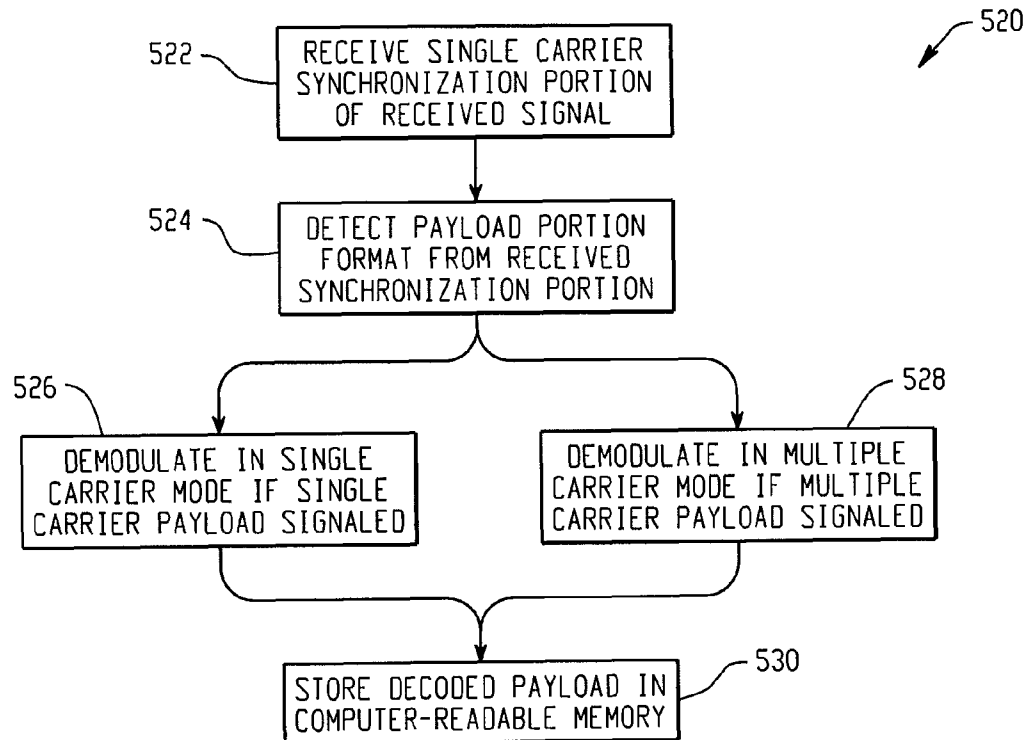 520
522
RECEIVE SINGLE CARRIER
SYNCHRONIZATION PORTION
OF RECEIVED SIGNAL
524
DETECT PAYLOAD PORTION
FORMAT FROM RECEIVED
SYNCHRONIZATION PORTION
526
DEMODULATE IN SINGLE
CARRIER MODE IF SINGLE
CARRIER PAYLOAD SIGNALED
528
DEMODULATE IN MULTIPLE
CARRIER MODE IF MULTIPLE
CARRIER PAYLOAD SIGNALED
530
STORE DECODED PAYLOAD IN
COMPUTER-READABLE MEMORY